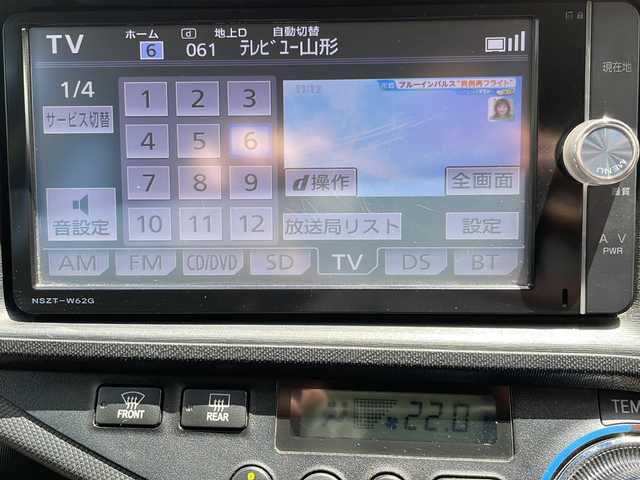 TV ホーム 6 d 061 地上D 自動切替 テレビユー山形
1/4
サービス切替
1 2 3
4 5 6
7 8 9
10 11 12
音設定
ブルーインパルス
d操作 全画面
放送局リスト 設定
AM FM CD/DVD SD TV DS BT
NSZT-W62G
現在地
MENU
AV
PWR
FRONT REAR
22.0
TEM